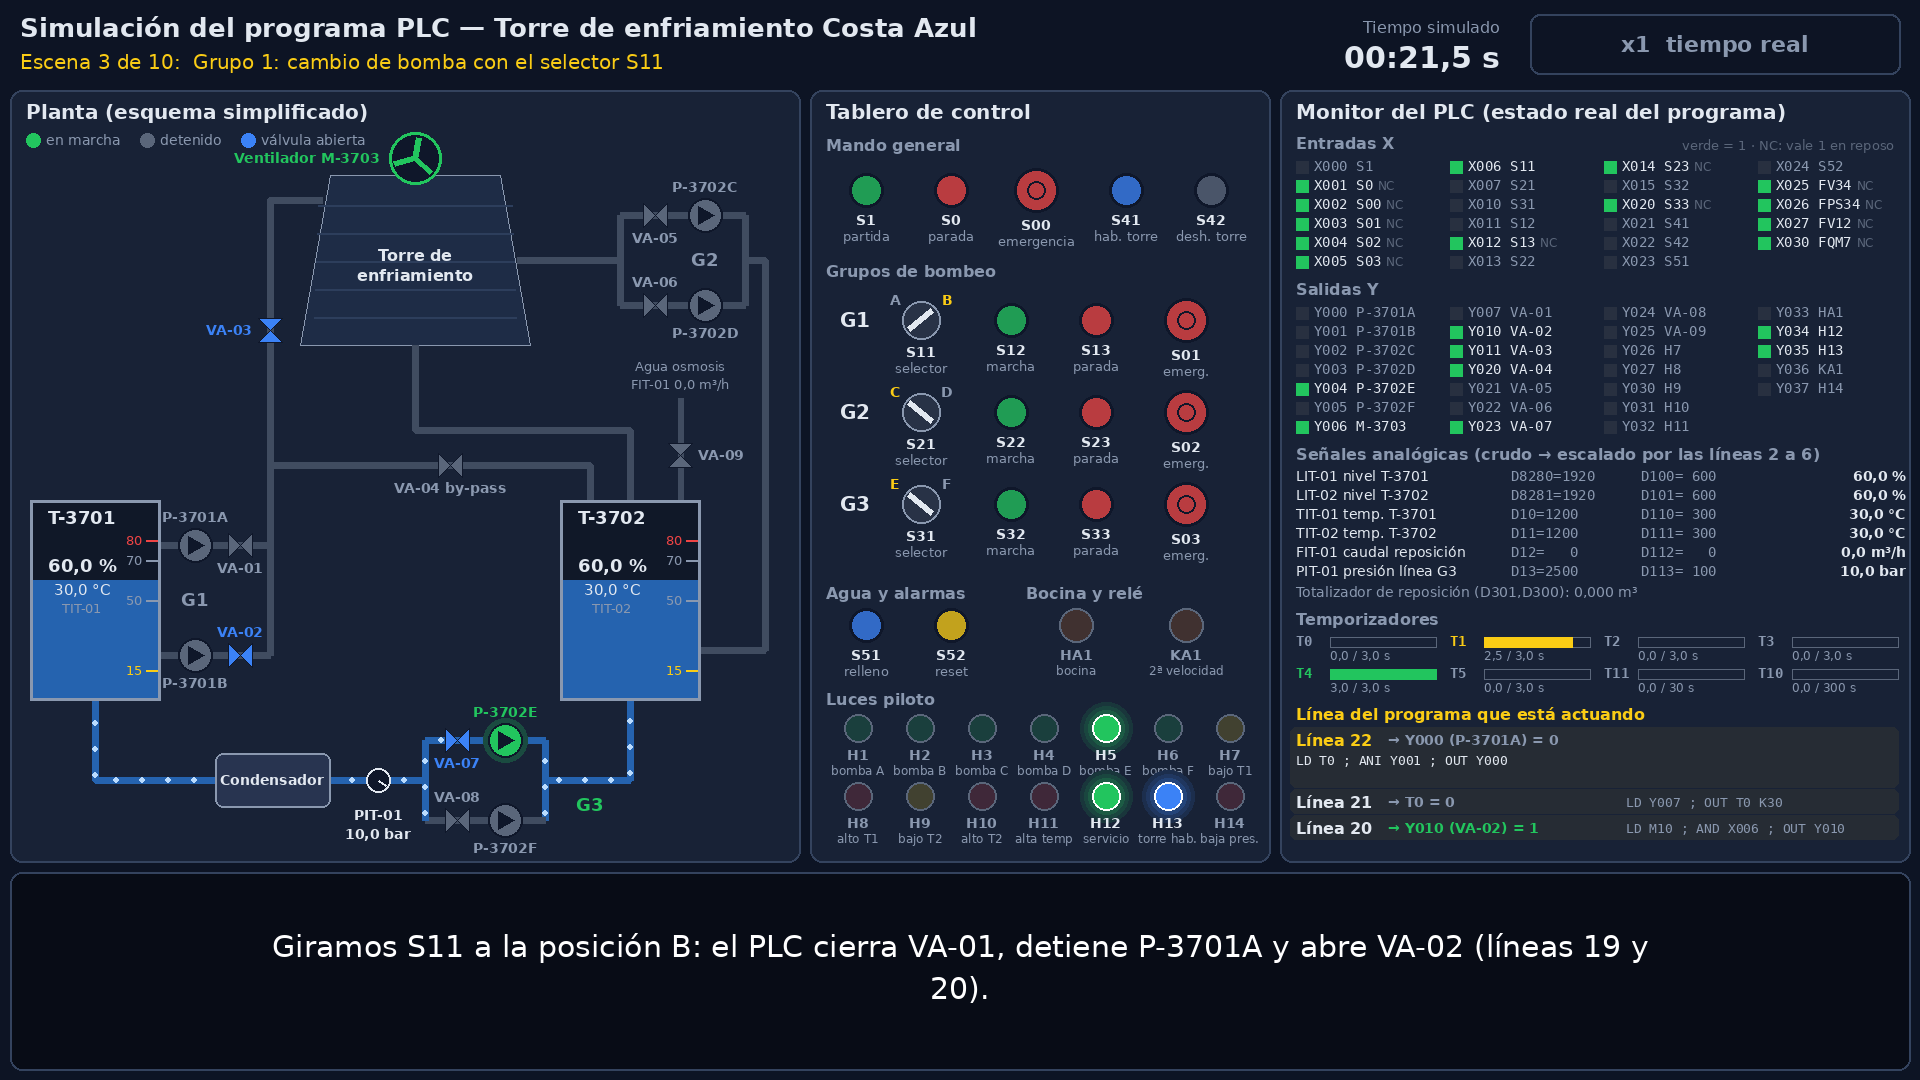 Simulación del programa PLC — Torre de enfriamiento Costa Azul
Escena 3 de 10:  Grupo 1: cambio de bomba con el selector S11
Tiempo simulado
00:21,5 s
x1  tiempo real
Planta (esquema simplificado)
en marcha
detenido
válvula abierta
Ventilador M-3703
P-3702C
VA-05
G2
VA-06
P-3702D
Torre de
enfriamiento
VA-03
Agua osmosis
FIT-01 0,0 m³/h
VA-09
VA-04 by-pass
T-3701
80
70
60,0 %
30,0 °C
TIT-01
50
15
P-3701A
VA-01
G1
VA-02
P-3701B
T-3702
80
70
60,0 %
30,0 °C
TIT-02
50
15
P-3702E
VA-07
Condensador
VA-08
G3
PIT-01
10,0 bar
P-3702F
Tablero de control
Mando general
S1
partida
S0
parada
S00
emergencia
S41
hab. torre
S42
desh. torre
Grupos de bombeo
G1
A
B
S11
selector
S12
marcha
S13
parada
S01
emerg.
G2
C
D
S21
selector
S22
marcha
S23
parada
S02
emerg.
G3
E
F
S31
selector
S32
marcha
S33
parada
S03
emerg.
Agua y alarmas
Bocina y relé
S51
relleno
S52
reset
HA1
bocina
KA1
2ª velocidad
Luces piloto
H1
bomba A
H2
bomba B
H3
bomba C
H4
bomba D
H5
bomba E
H6
bomba F
H7
bajo T1
H8
alto T1
H9
bajo T2
H10
alto T2
H11
alta temp
H12
servicio
H13
torre hab.
H14
baja pres.
Monitor del PLC (estado real del programa)
Entradas X
verde = 1 · NC: vale 1 en reposo
X000 S1
X006 S11
X014 S23 NC
X024 S52
X001 S0 NC
X007 S21
X015 S32
X025 FV34 NC
X002 S00 NC
X010 S31
X020 S33 NC
X026 FPS34 NC
X003 S01 NC
X011 S12
X021 S41
X027 FV12 NC
X004 S02 NC
X012 S13 NC
X022 S42
X030 FQM7 NC
X005 S03 NC
X013 S22
X023 S51
Salidas Y
Y000 P-3701A
Y007 VA-01
Y024 VA-08
Y033 HA1
Y001 P-3701B
Y010 VA-02
Y025 VA-09
Y034 H12
Y002 P-3702C
Y011 VA-03
Y026 H7
Y035 H13
Y003 P-3702D
Y020 VA-04
Y027 H8
Y036 KA1
Y004 P-3702E
Y021 VA-05
Y030 H9
Y037 H14
Y005 P-3702F
Y022 VA-06
Y031 H10
Y006 M-3703
Y023 VA-07
Y032 H11
Señales analógicas (crudo → escalado por las líneas 2 a 6)
LIT-01 nivel T-3701 D8280=1920 D100= 600 60,0 %
LIT-02 nivel T-3702 D8281=1920 D101= 600 60,0 %
TIT-01 temp. T-3701 D10=1200 D110= 300 30,0 °C
TIT-02 temp. T-3702 D11=1200 D111= 300 30,0 °C
FIT-01 caudal reposición D12=   0 D112=   0 0,0 m³/h
PIT-01 presión línea G3 D13=2500 D113= 100 10,0 bar
Totalizador de reposición (D301,D300): 0,000 m³
Temporizadores
T0
0,0 / 3,0 s
T1
2,5 / 3,0 s
T2
0,0 / 3,0 s
T3
0,0 / 3,0 s
T4
3,0 / 3,0 s
T5
0,0 / 3,0 s
T11
0,0 / 30 s
T10
0,0 / 300 s
Línea del programa que está actuando
Línea 22 → Y000 (P-3701A) = 0
LD T0 ; ANI Y001 ; OUT Y000
Línea 21 → T0 = 0 LD Y007 ; OUT T0 K30
Línea 20 → Y010 (VA-02) = 1 LD M10 ; AND X006 ; OUT Y010
Giramos S11 a la posición B: el PLC cierra VA-01, detiene P-3701A y abre VA-02 (líneas 19 y
20).